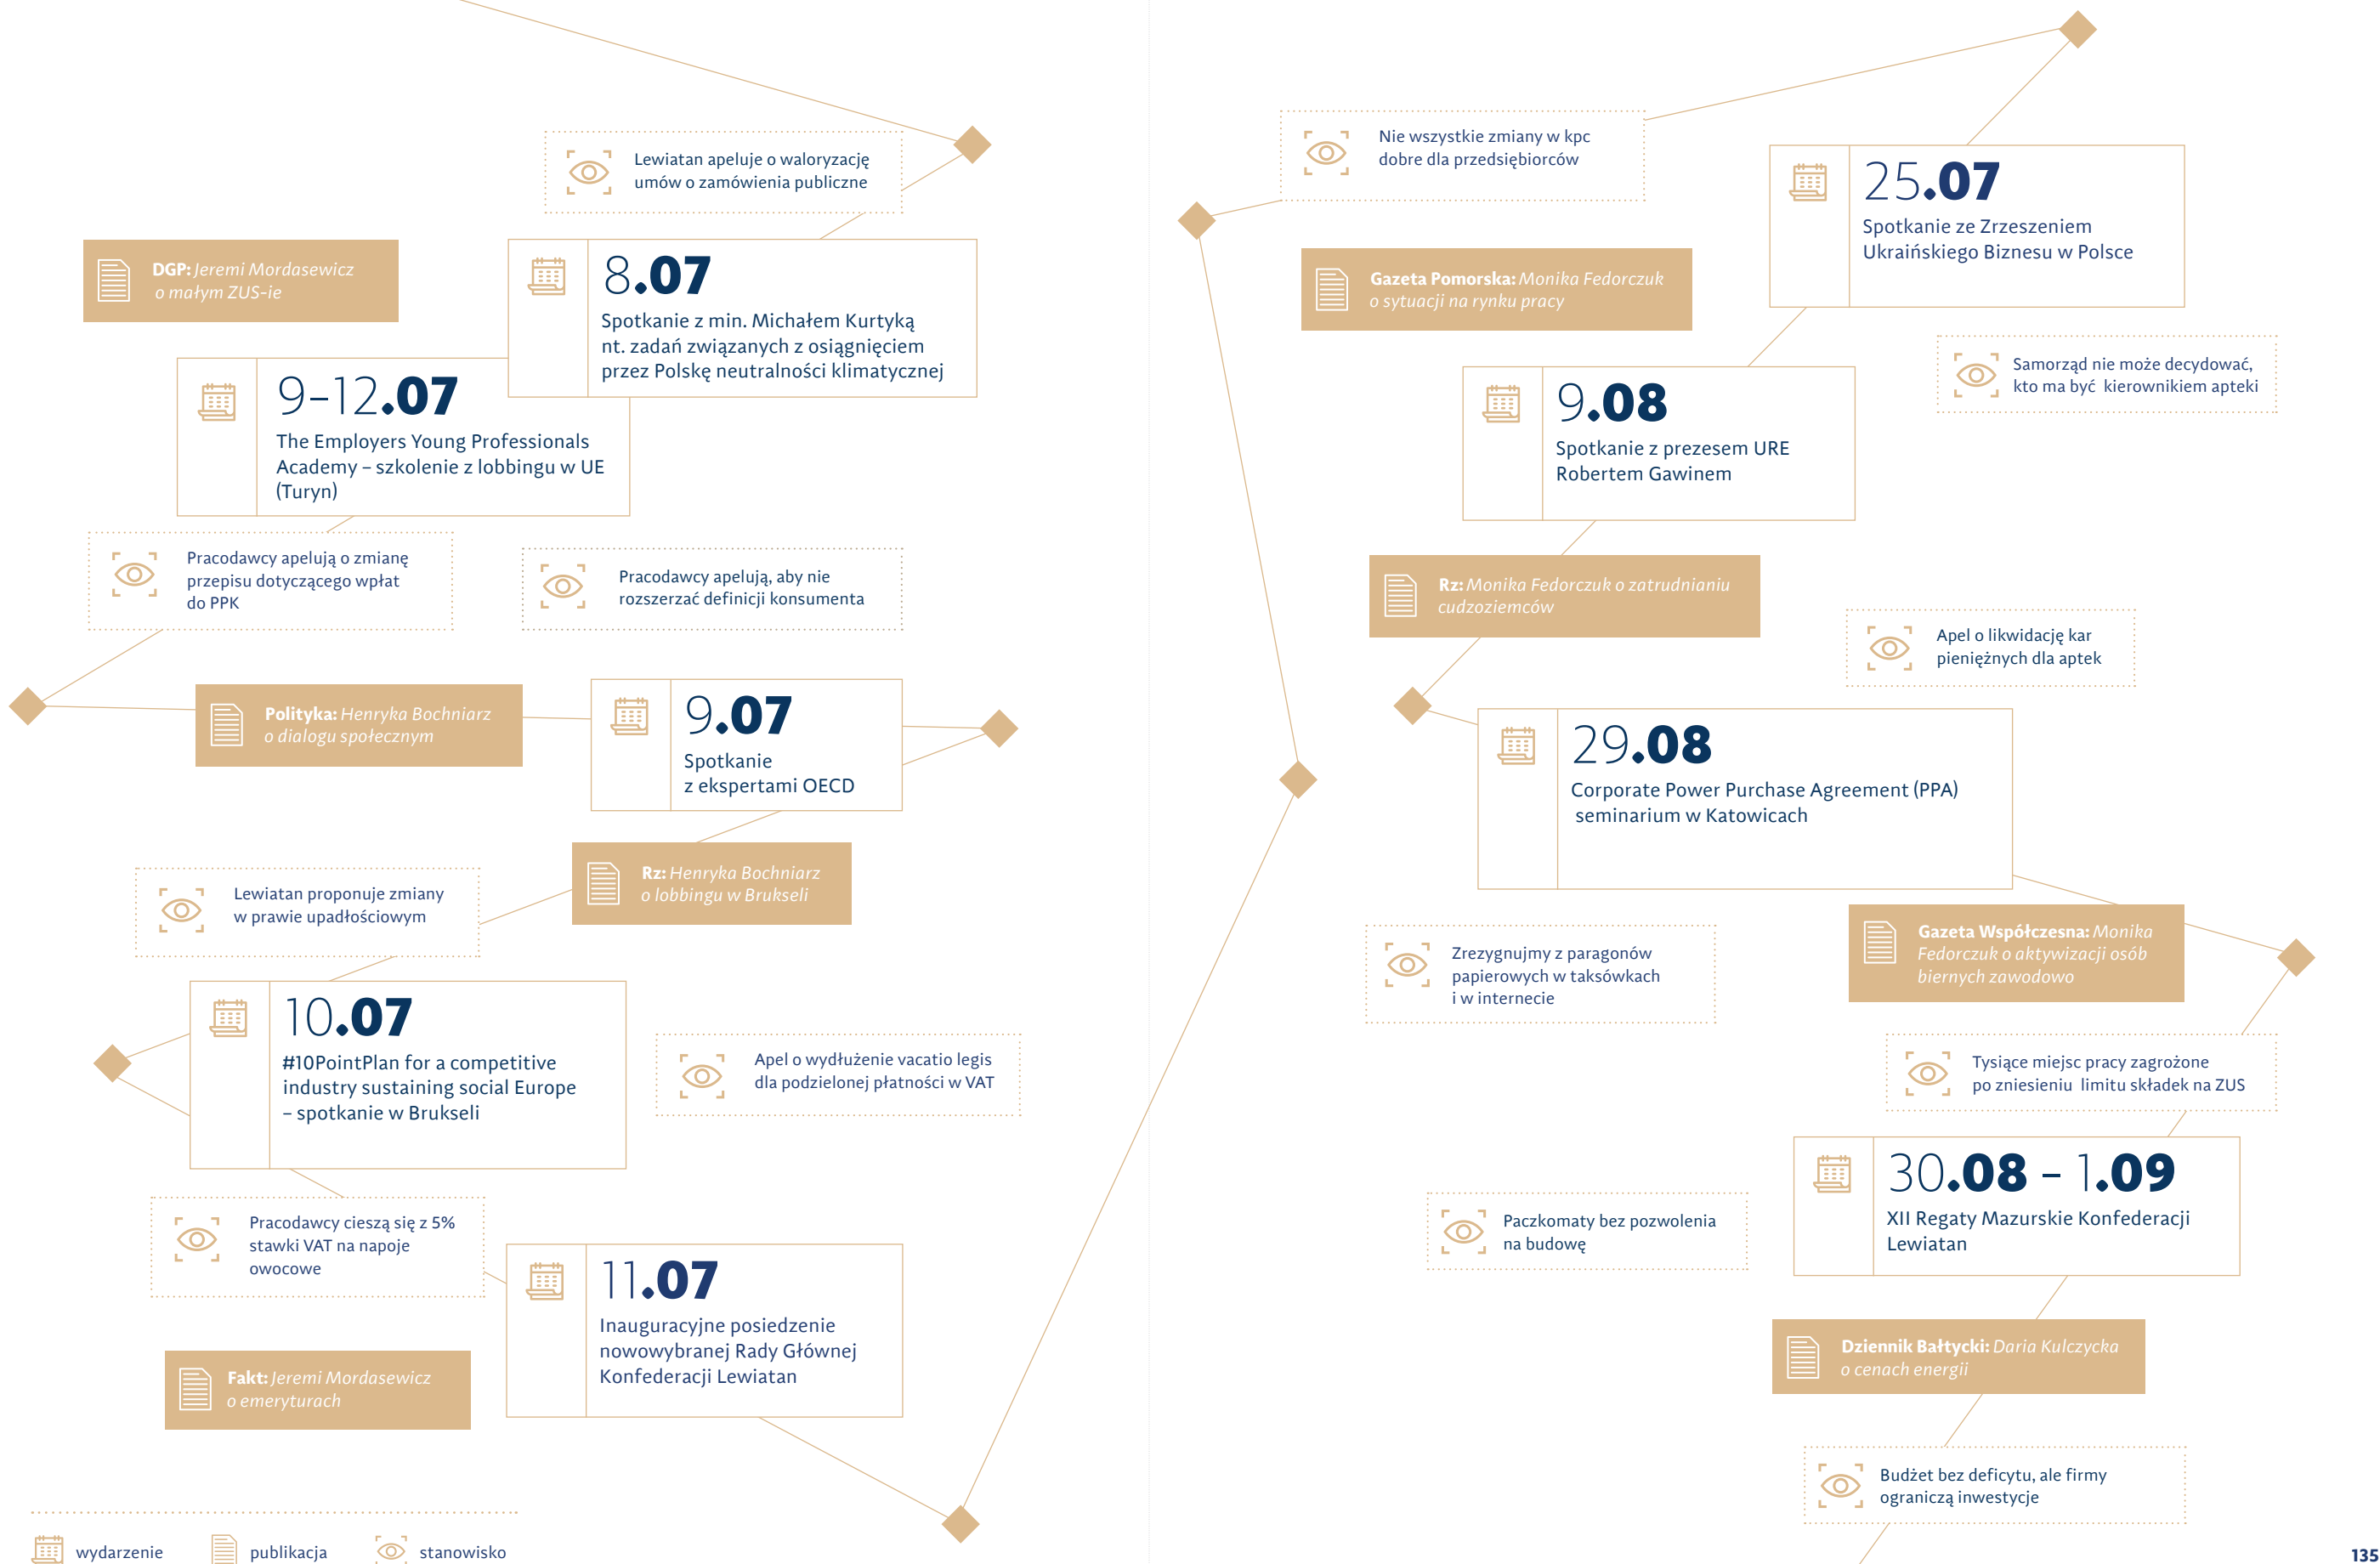 Lewiatan apeluje o waloryzację
umów o zamówienia publiczne
DGP: Jeremi Mordasewicz
o małym ZUS-ie
8.07
Spotkanie z min. Michałem Kurtyką
nt. zadań związanych z osiągnięciem
przez Polskę neutralności klimatycznej
9-12.07
The Employers Young Professionals
Academy – szkolenie z lobbingu w UE
(Turyn)
Pracodawcy apelują o zmianę
przepisu dotyczącego wpłat
do PPK
Pracodawcy apelują, aby nie
rozszerzać definicji konsumenta
Polityka: Henryka Bochniarz
o dialogu społecznym
9.07
Spotkanie
z ekspertami OECD
Rz: Henryka Bochniarz
o lobbingu w Brukseli
Lewiatan proponuje zmiany
w prawie upadłościowym
10.07
#10PointPlan for a competitive
industry sustaining social Europe
– spotkanie w Brukseli
Apel o wydłużenie vacatio legis
dla podzielonej płatności w VAT
Pracodawcy cieszą się z 5%
stawki VAT na napoje
owocowe
11.07
Inauguracyjne posiedzenie
nowowybranej Rady Głównej
Konfederacji Lewiatan
Fakt: Jeremi Mordasewicz
o emeryturach
wydarzenie
publikacja
stanowisko
Nie wszystkie zmiany w kpc
dobre dla przedsiębiorców
25.07
Spotkanie ze Zrzeszeniem
Ukraińskiego Biznesu w Polsce
Gazeta Pomorska: Monika Fedorczuk
o sytuacji na rynku pracy
Samorząd nie może decydować,
kto ma być kierownikiem apteki
9.08
Spotkanie z prezesem URE
Robertem Gawinem
Rz: Monika Fedorczuk o zatrudnianiu
cudzoziemców
Apel o likwidację kar
pieniężnych dla aptek
29.08
Corporate Power Purchase Agreement (PPA)
seminarium w Katowicach
Gazeta Współczesna: Monika
Fedorczuk o aktywizacji osób
biernych zawodowo
Zrezygnujmy z paragonów
papierowych w taksówkach
i w internecie
Tysiące miejsc pracy zagrożone
po zniesieniu limitu składek na ZUS
30.08 - 1.09
XII Regaty Mazurskie Konfederacji
Lewiatan
Paczkomaty bez pozwolenia
na budowę
Dziennik Bałtycki: Daria Kulczycka
o cenach energii
Budżet bez deficytu, ale firmy
ograniczą inwestycje
135